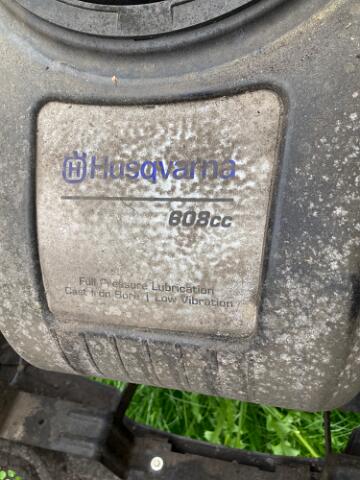 Husqvarna
608cc
Full Pressure Lubrication
Cast Iron Bore | Low Vibration